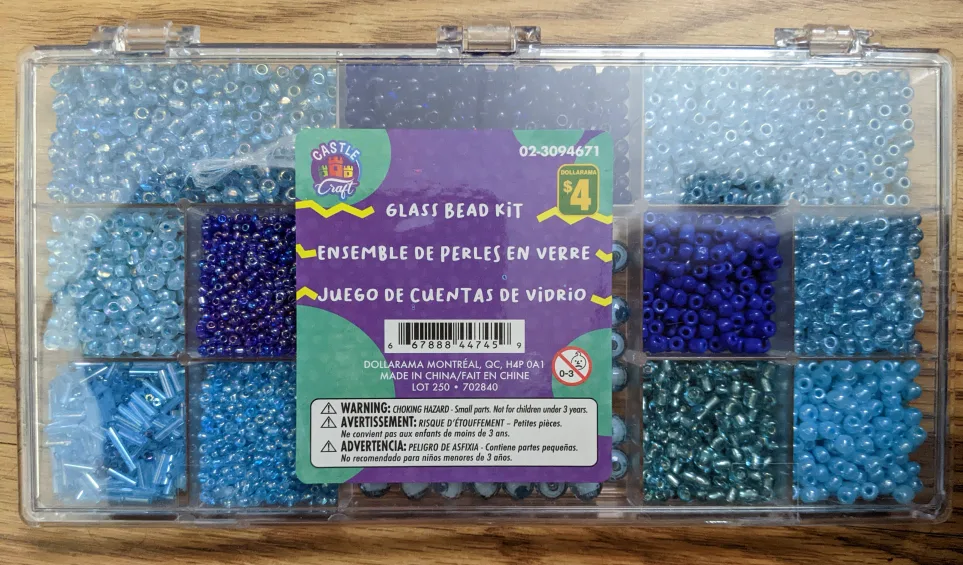 CASTLE
Craft
02-3094671
DOLLARAMA
$4
GLASS BEAD KIT
ENSEMBLE DE PERLES EN VERRE
JUEGO DE CUENTAS DE VIDRIO
6 67888 44745 9
DOLLARAMA MONTRÉAL, QC, H4P 0A1
MADE IN CHINA/FAIT EN CHINE
LOT 250 • 702840
0-3
WARNING: CHOKING HAZARD - Small parts. Not for children under 3 years.
AVERTISSEMENT: RISQUE D'ÉTOUFFEMENT – Petites pièces.
Ne convient pas aux enfants de moins de 3 ans.
ADVERTENCIA: PELIGRO DE ASFIXIA - Contiene partes pequeñas.
No recomendado para niños menores de 3 años.